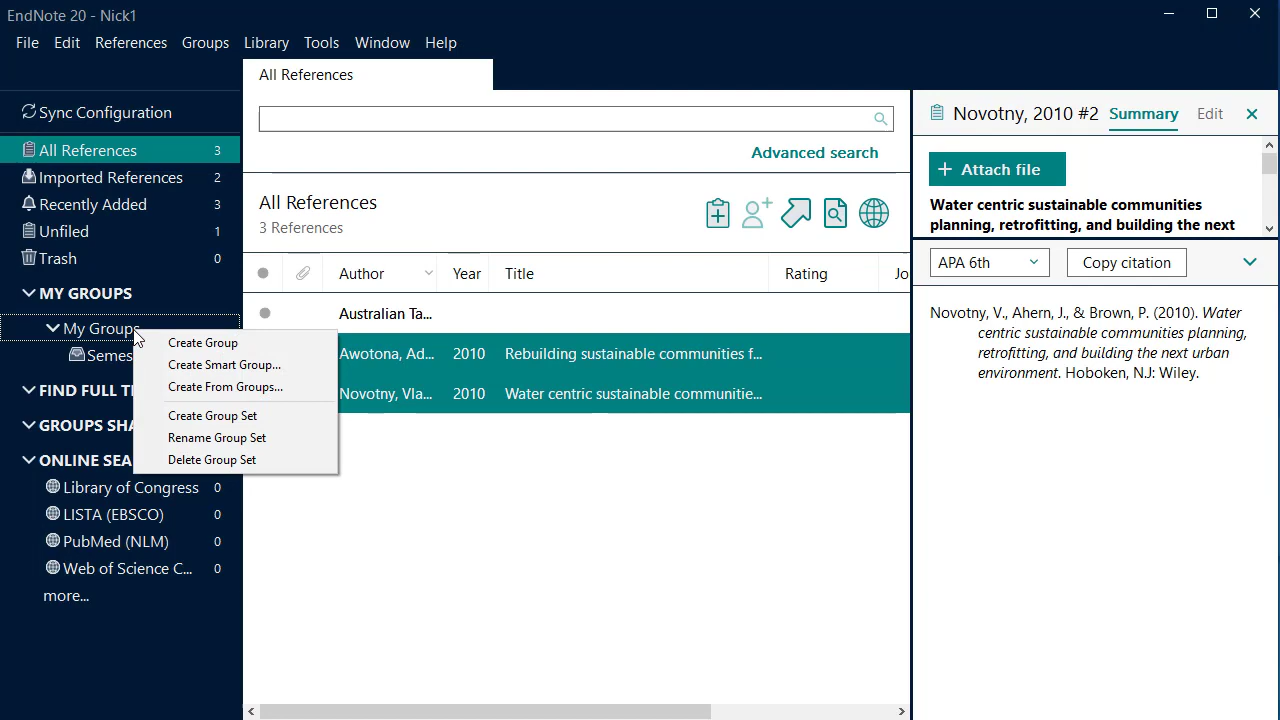 EndNote 20 - Nick1
File Edit References Groups Library Tools Window Help
All References
Sync Configuration
All References 3
Imported References 2
Recently Added 3
Unfiled 1
Trash 0
MY GROUPS
My Groups
Semes
FIND FULL T
GROUPS SHA
ONLINE SEA
Library of Congress 0
LISTA (EBSCO) 0
PubMed (NLM) 0
Web of Science C... 0
more...
Create Group
Create Smart Group...
Create From Groups...
Create Group Set
Rename Group Set
Delete Group Set
Advanced search
All References
3 References
Author Year Title Rating Jo
Australian Ta...
Awotona, Ad... 2010 Rebuilding sustainable communities f...
Novotny, Vla... 2010 Water centric sustainable communitie...
Novotny, 2010 #2 Summary Edit
+ Attach file
Water centric sustainable communities
planning, retrofitting, and building the next
APA 6th Copy citation
Novotny, V., Ahern, J., & Brown, P. (2010). Water
centric sustainable communities planning,
retrofitting, and building the next urban
environment. Hoboken, N.J: Wiley.